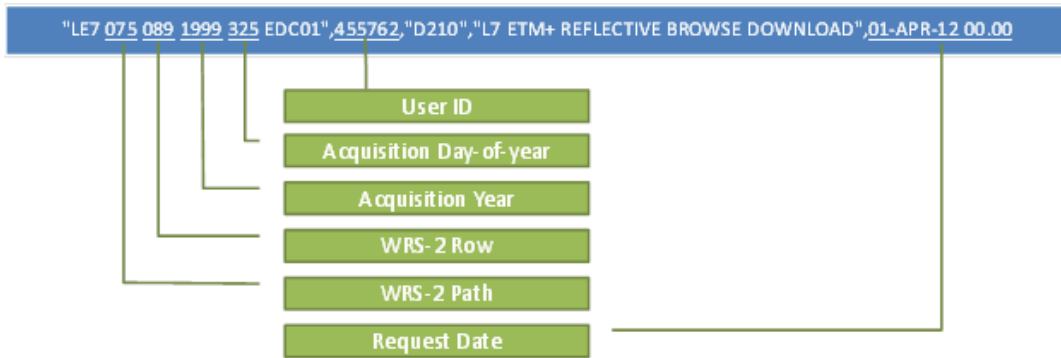 "LE7 075 089 1999 325 EDC01",455762,"D210","L7 ETM+ REFLECTIVE BROWSE DOWNLOAD",01-APR-12 00.00
User ID
Acquisition Day-of-year
Acquisition Year
WRS-2 Row
WRS-2 Path
Request Date